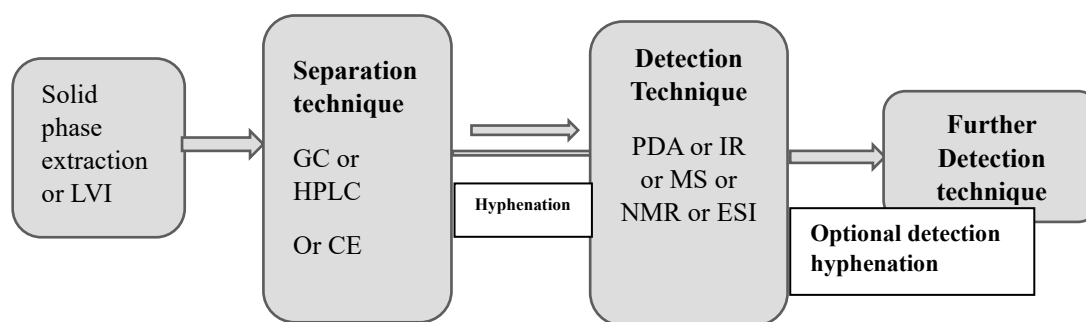 Solid
phase
extraction
or LVI
Separation
technique
GC or
HPLC
Or CE
Hyphenation
Detection
Technique
PDA or IR
or MS or
NMR or ESI
Further
Detection
technique
Optional detection
hyphenation